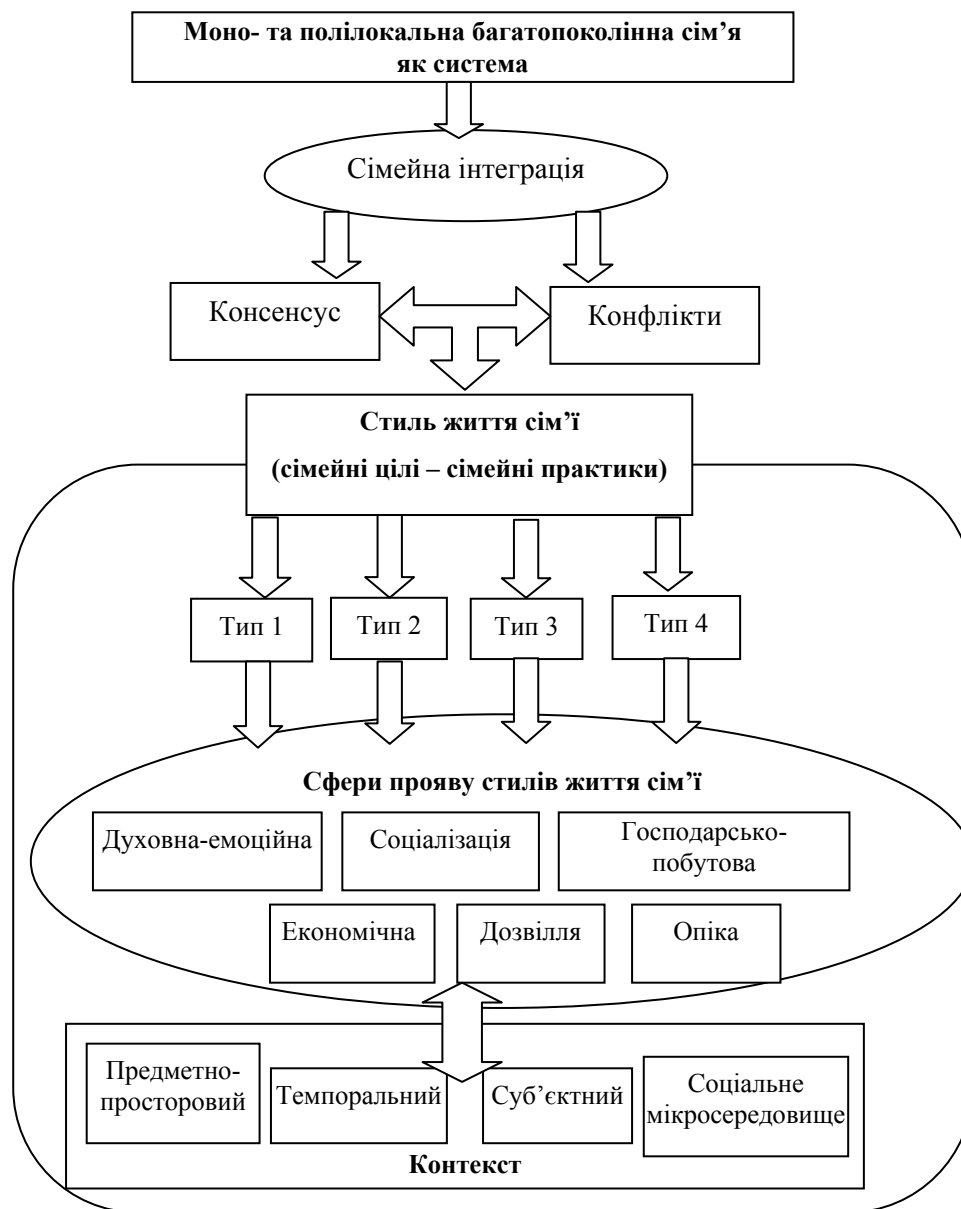 Моно- та полілокальна багатопоколінна сім’я
як система
Сімейна інтеграція
Консенсус
Конфлікти
Стиль життя сім’ї
(сімейні цілі – сімейні практики)
Тип 1
Тип 2
Тип 3
Тип 4
Сфери прояву стилів життя сім’ї
Духовна-емоційна
Соціалізація
Господарсько-
побутова
Економічна
Дозвілля
Опіка
Предметно-
просторовий
Темпоральний
Суб’єктний
Соціальне
мікросередовище
Контекст